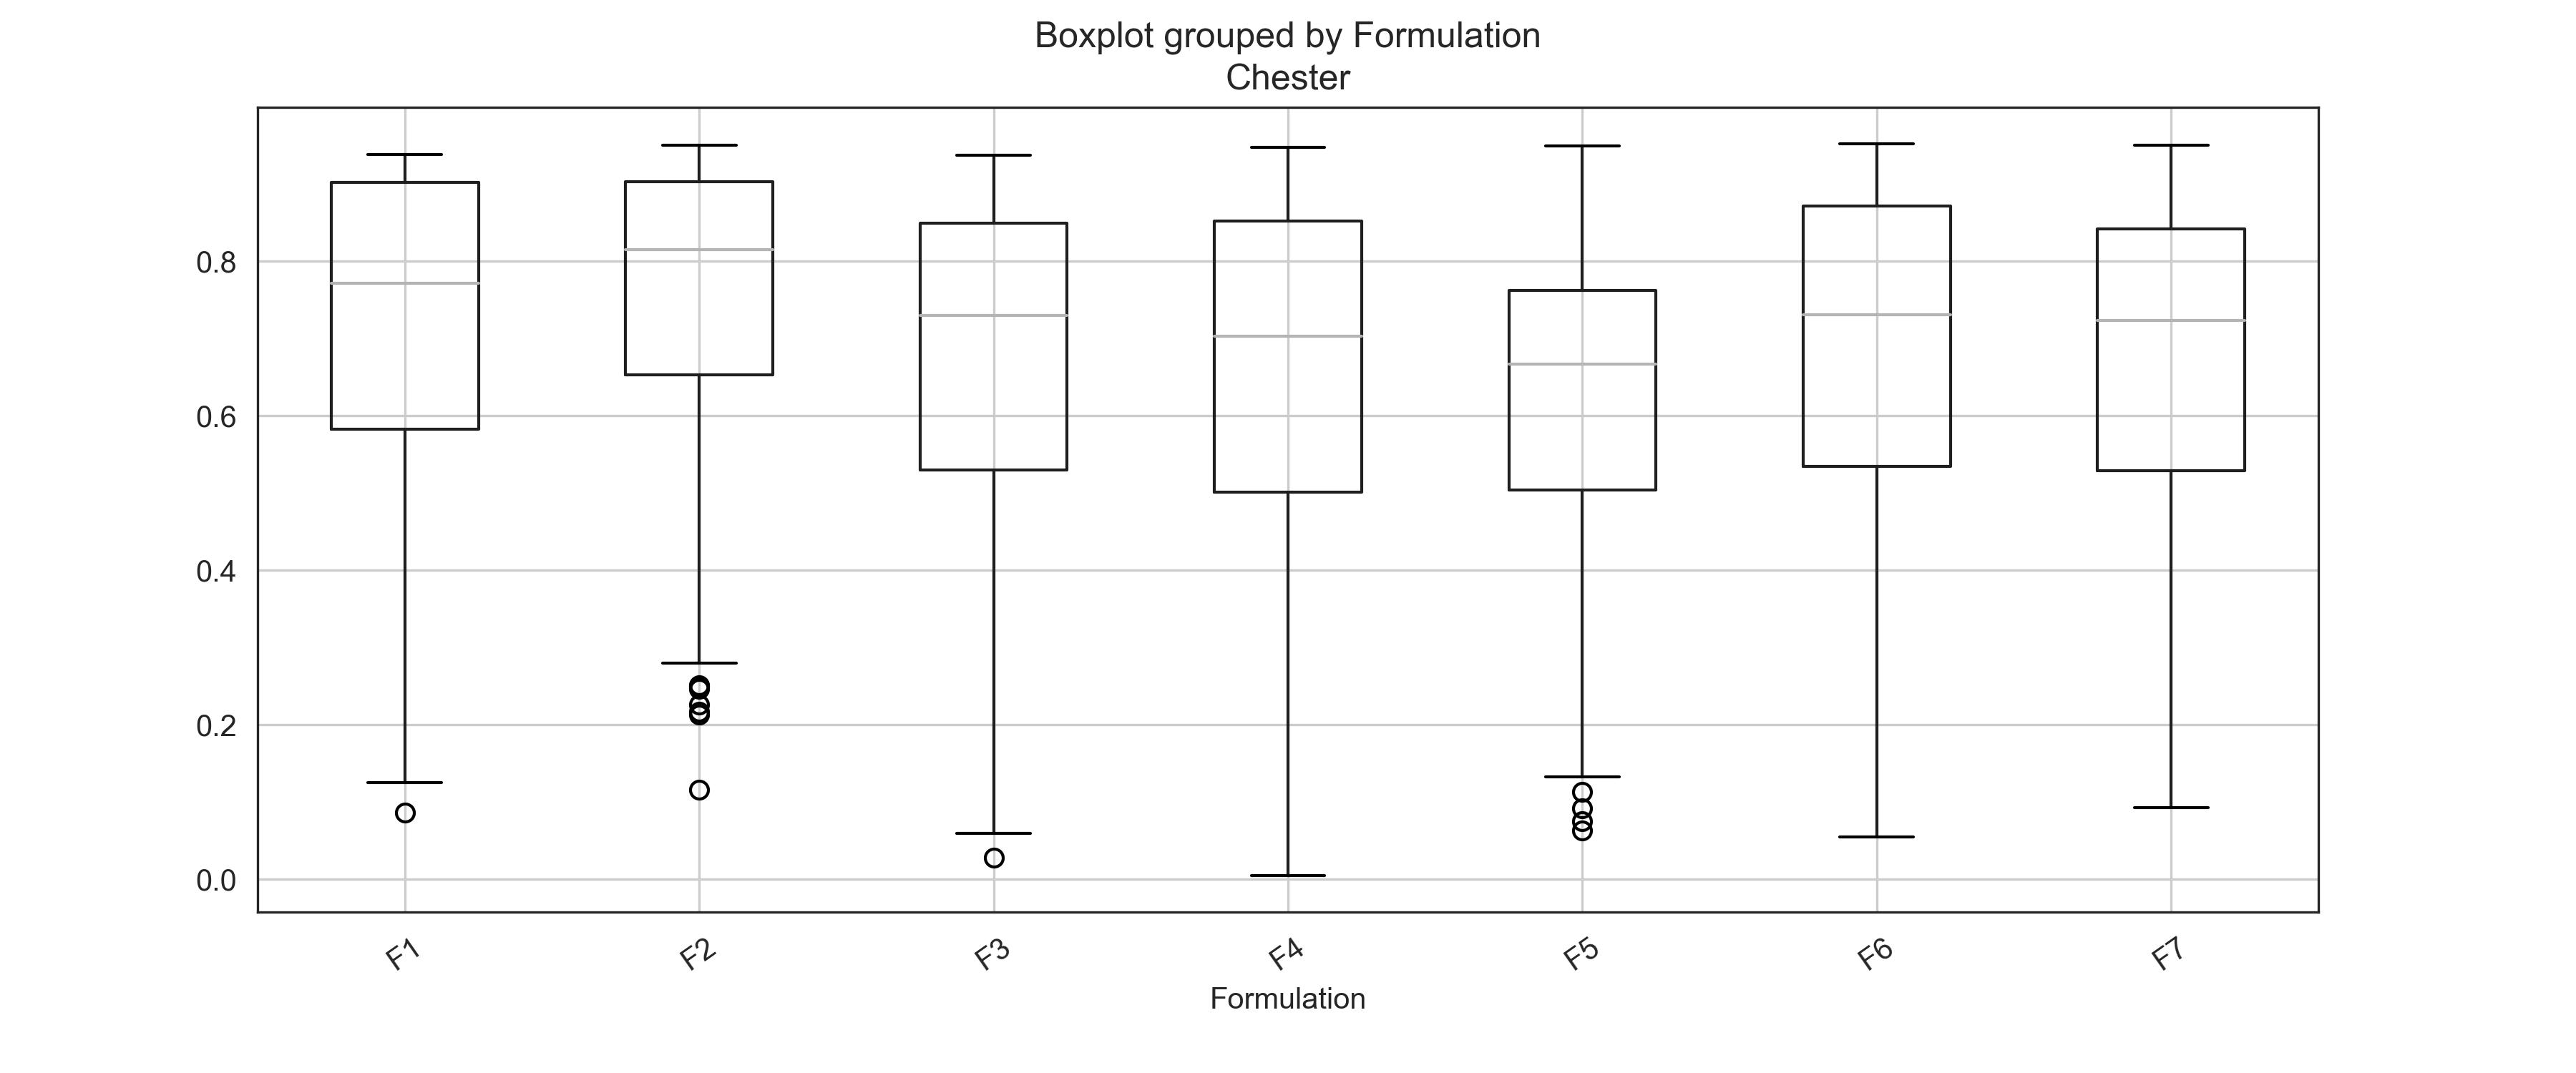 Boxplot grouped by Formulation
Chester
0.8
0.6
0.4
0.2
0.0
F1
F2
F3
F4
F5
F6
F7
Formulation